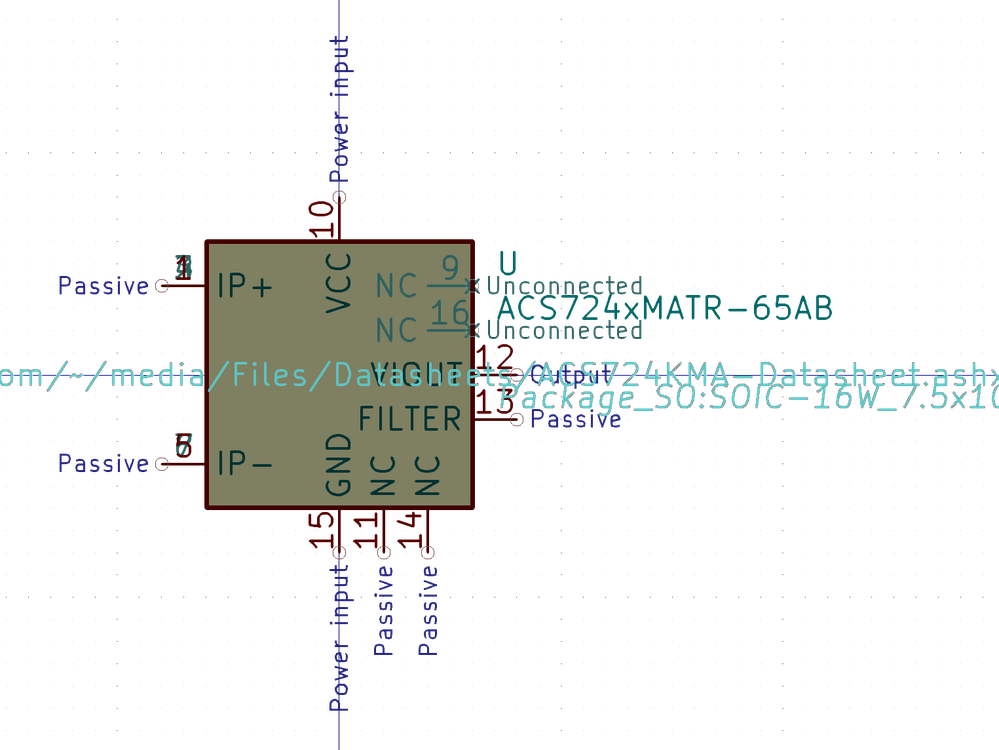 Power input
10
VCC
1
Passive
IP+
NC
9
Unconnected
U
NC
16
Unconnected
ACS724xMATR-65AB
VIOUT
12
Output
om/~/media/Files/Datasheets/ACS724KMA-Datasheet.ashx
Package_SO:SOIC-16W_7.5x10
FILTER
13
Passive
Passive
IP-
GND
NC
NC
15
11
14
Power input
Passive
Passive